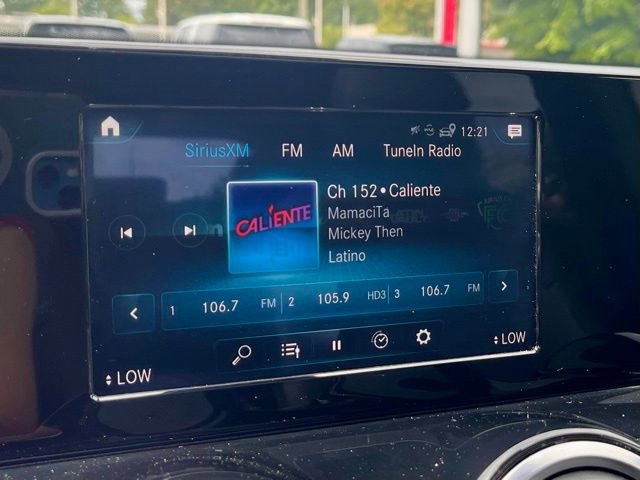 12:21
SiriusXM FM AM TuneIn Radio
CALIENTE
Ch 152•Caliente
MamaciTa
Mickey Then
Latino
1 106.7 FM 2 105.9 HD3 3 106.7 FM
LOW LOW